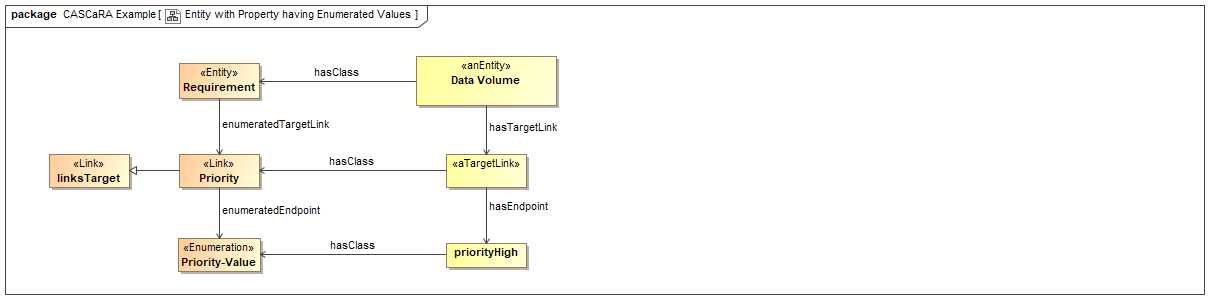 package CASCaRA Example[ Entity with Property having Enumerated Values ]
«Entity»
Requirement
hasClass
«anEntity»
Data Volume
enumeratedTargetLink
hasTargetLink
«Link»
linksTarget
«Link»
Priority
hasClass
«aTargetLink»
enumeratedEndpoint
hasEndpoint
«Enumeration»
Priority-Value
hasClass
priorityHigh